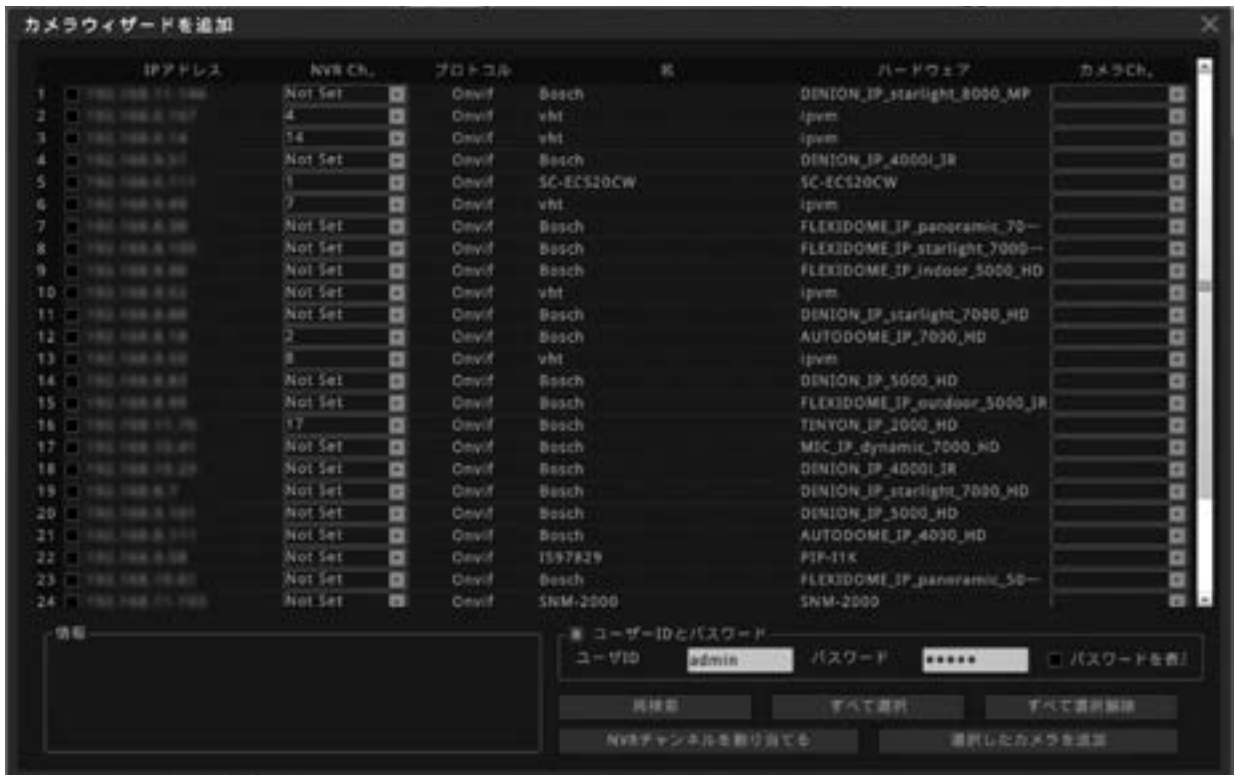 カメラウィザードを追加
IPアドレス NVR Ch. プロトコル 名 ハードウェア カメラCh.
1 Not Set Onvif Bosch DINION_IP_starlight_8000_MP
2 4 Onvif vht ipvm
3 14 Onvif vht ipvm
4 Not Set Onvif Bosch DINION_IP_4000I_IR
5 1 Onvif SC-ECS20CW SC-ECS20CW
6 7 Onvif vht ipvm
7 Not Set Onvif Bosch FLEXIDOME_IP_panoramic_70…
8 Not Set Onvif Bosch FLEXIDOME_IP_starlight_7000…
9 Not Set Onvif Bosch FLEXIDOME_IP_indoor_5000_HD
10 Not Set Onvif vht ipvm
11 Not Set Onvif Bosch DINION_IP_starlight_7000_HD
12 Onvif Bosch AUTODOME_IP_7000_HD
13 8 Onvif vht ipvm
14 Not Set Onvif Bosch DINION_IP_5000_HD
15 Not Set Onvif Bosch FLEXIDOME_IP_outdoor_5000_IR
16 17 Onvif Bosch TINYON_IP_2000_HD
17 Not Set Onvif Bosch MIC_IP_dynamic_7000_HD
18 Not Set Onvif Bosch DINION_IP_4000I_IR
19 Not Set Onvif Bosch DINION_IP_starlight_7000_HD
20 Not Set Onvif Bosch DINION_IP_5000_HD
21 Not Set Onvif Bosch AUTODOME_IP_4000_HD
22 Not Set Onvif IS97829 PIP-I1K
23 Not Set Onvif Bosch FLEXIDOME_IP_panoramic_50…
24 Not Set Onvif SNM-2000 SNM-2000
情報
ユーザーIDとパスワード
ユーザID admin パスワード ●●●●● パスワードを表示
再検索 すべて選択 すべて選択解除
NVRチャンネルを割り当てる 選択したカメラを追加